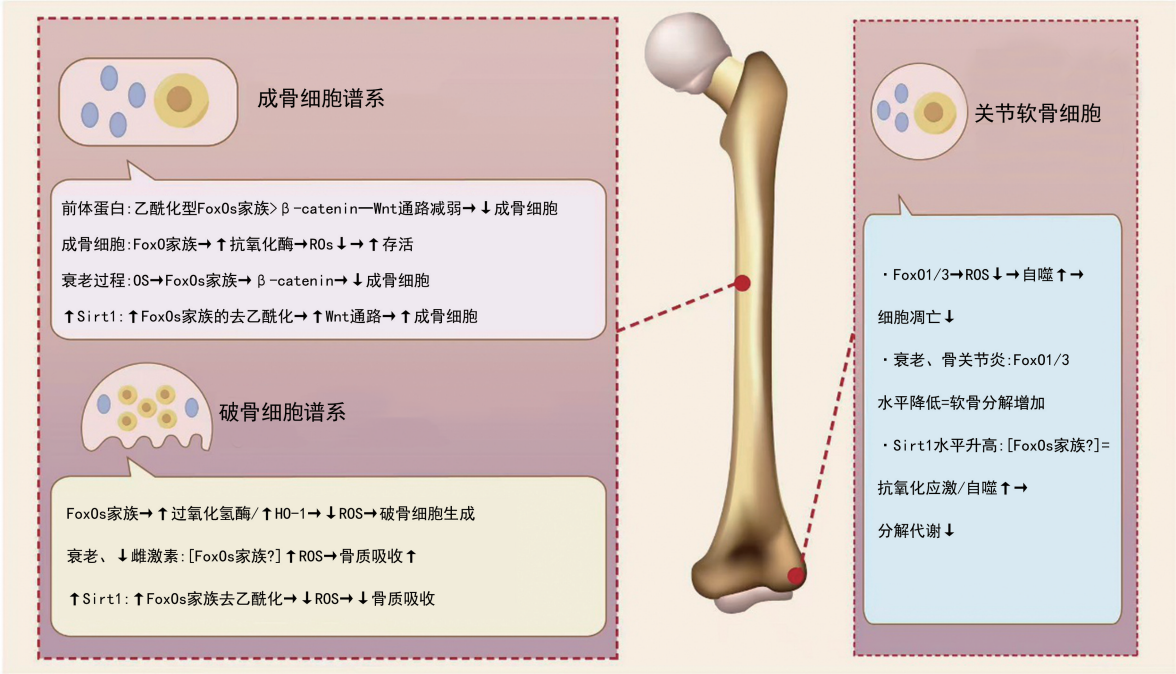 成骨细胞谱系
前体蛋白:乙酰化型FoxOs家族>β-catenin—Wnt通路减弱→↓成骨细胞
成骨细胞:FoxO家族→↑抗氧化酶→ROs↓→↑存活
衰老过程:OS→FoxOs家族→β-catenin→↓成骨细胞
↑Sirt1:↑FoxOs家族的去乙酰化→↑Wnt通路→↑成骨细胞
破骨细胞谱系
FoxOs家族→↑过氧化氢酶/↑HO-1→↓ROS→破骨细胞生成
衰老、↓雌激素:[FoxOs家族?]↑ROS→骨质吸收↑
↑Sirt1:↑FoxOs家族去乙酰化→↓ROS→↓骨质吸收
关节软骨细胞
·FoxO1/3→ROS↓→自噬↑→
细胞凋亡↓
·衰老、骨关节炎:FoxO1/3
水平降低=软骨分解增加
·Sirt1水平升高:[FoxOs家族?]=
抗氧化应激/自噬↑→
分解代谢↓